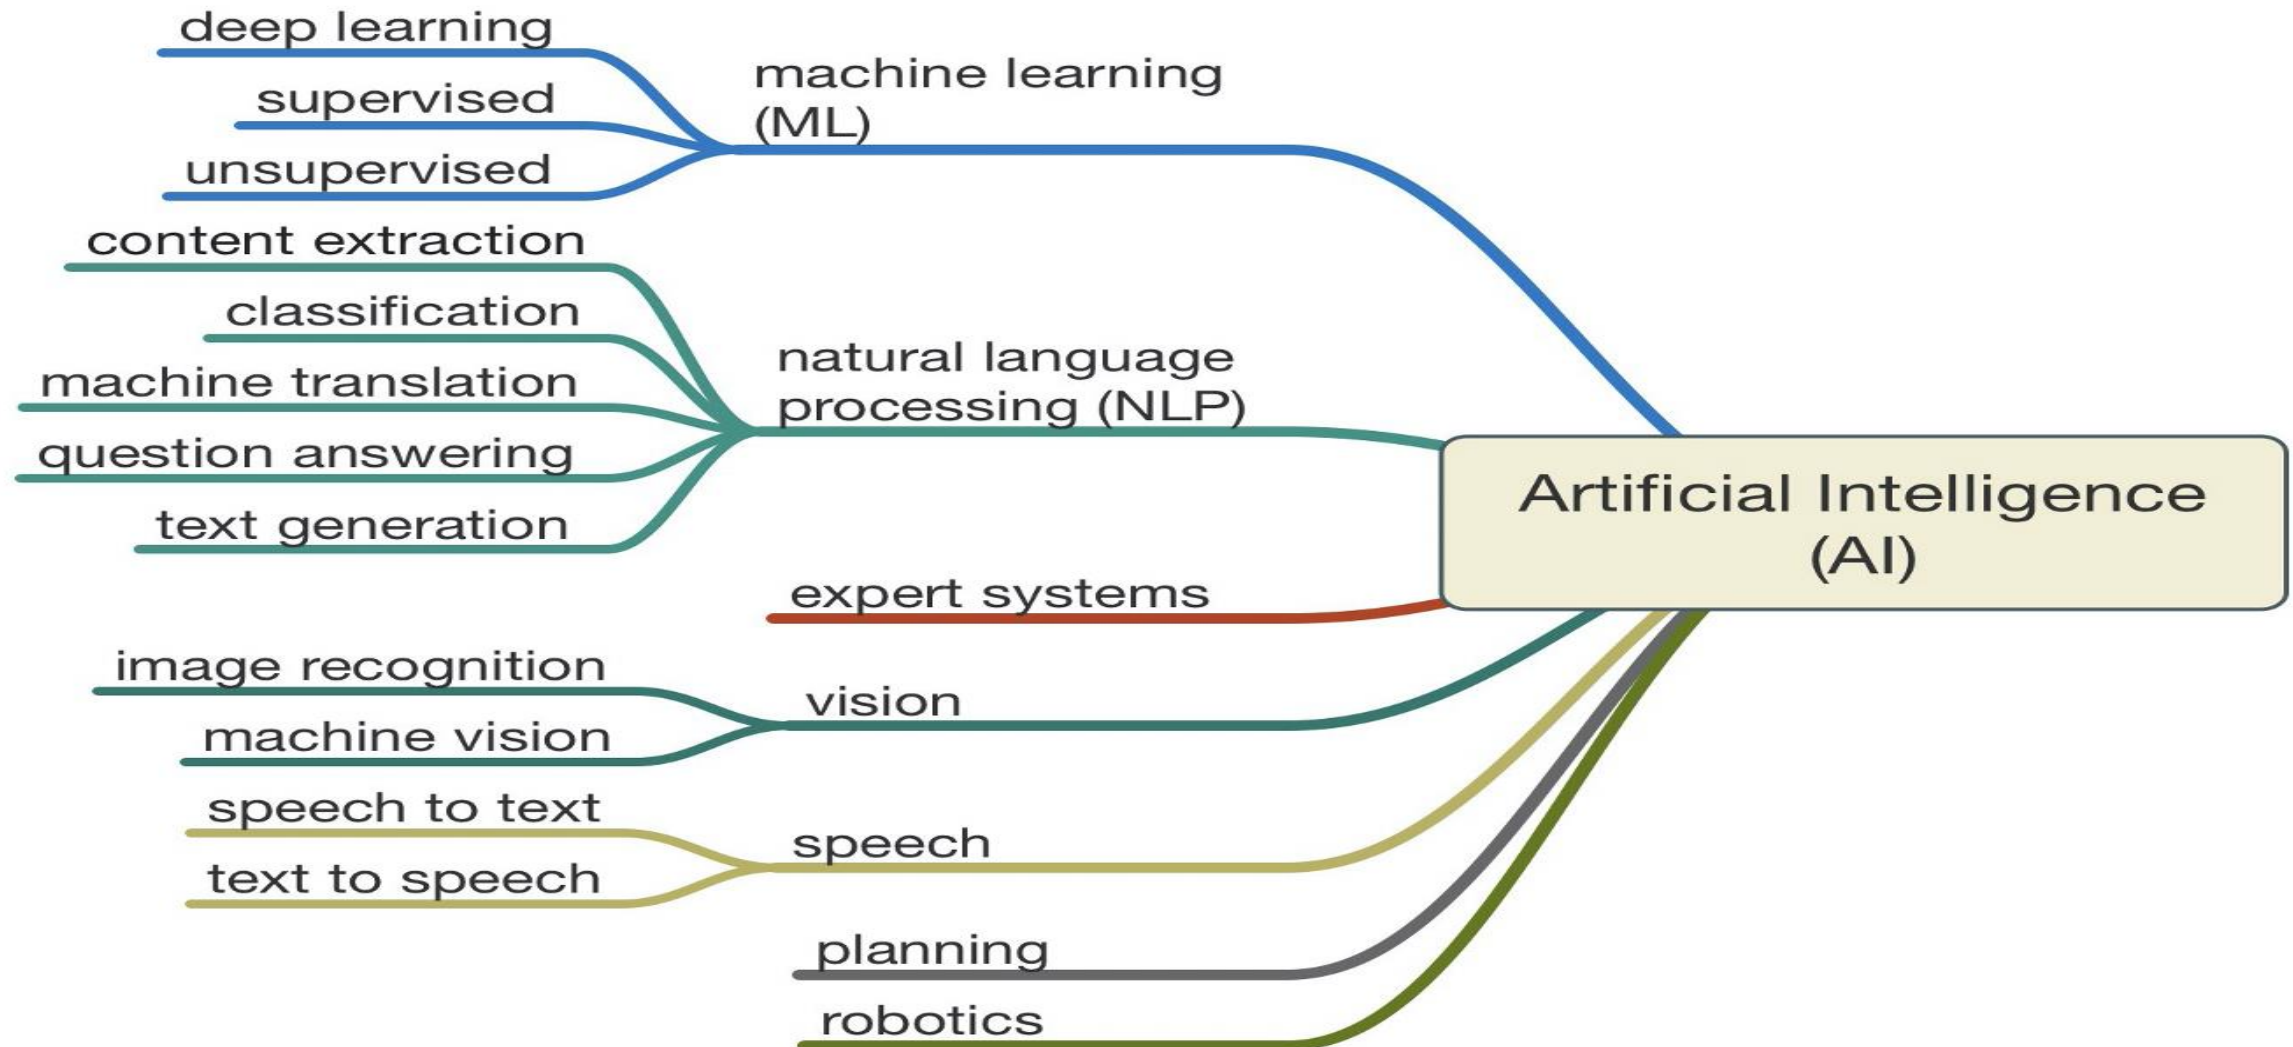 deep learning
supervised
unsupervised
machine learning
(ML)
content extraction
classification
machine translation
question answering
text generation
natural language
processing (NLP)
expert systems
image recognition
machine vision
vision
speech to text
text to speech
speech
planning
robotics
Artificial Intelligence
(AI)